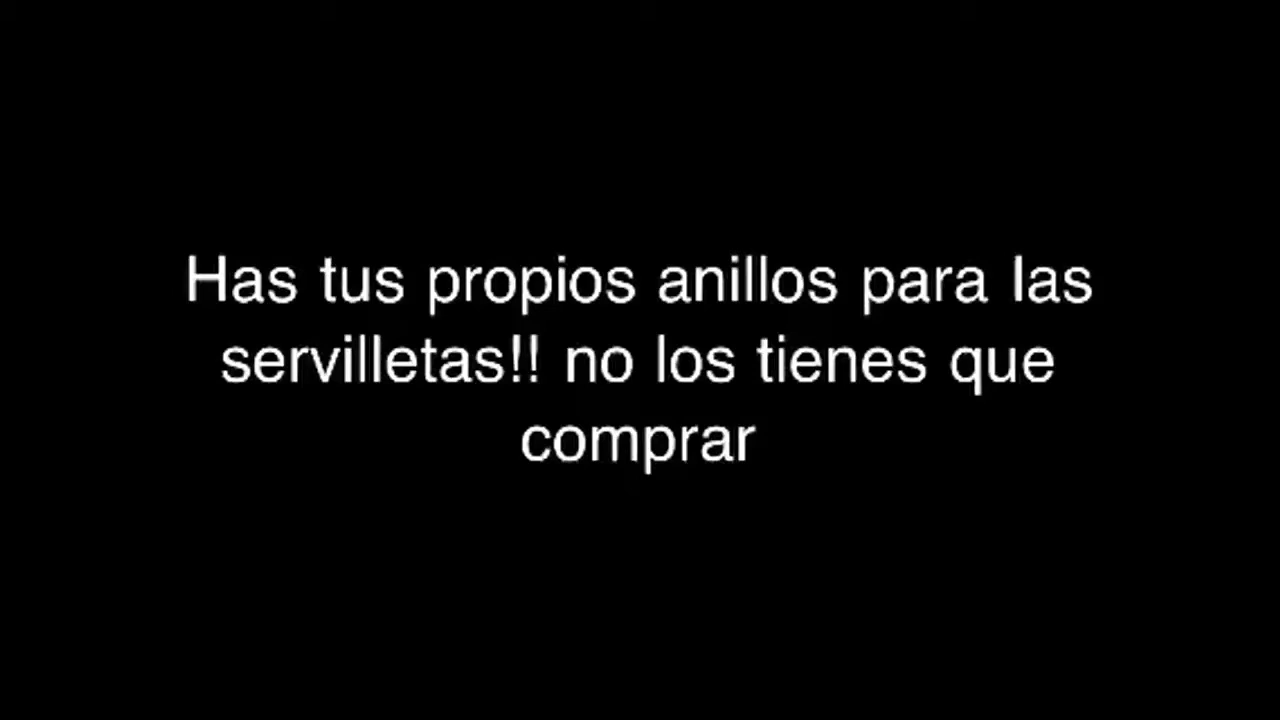 Has tus propios anillos para las
servilletas!! no los tienes que
comprar